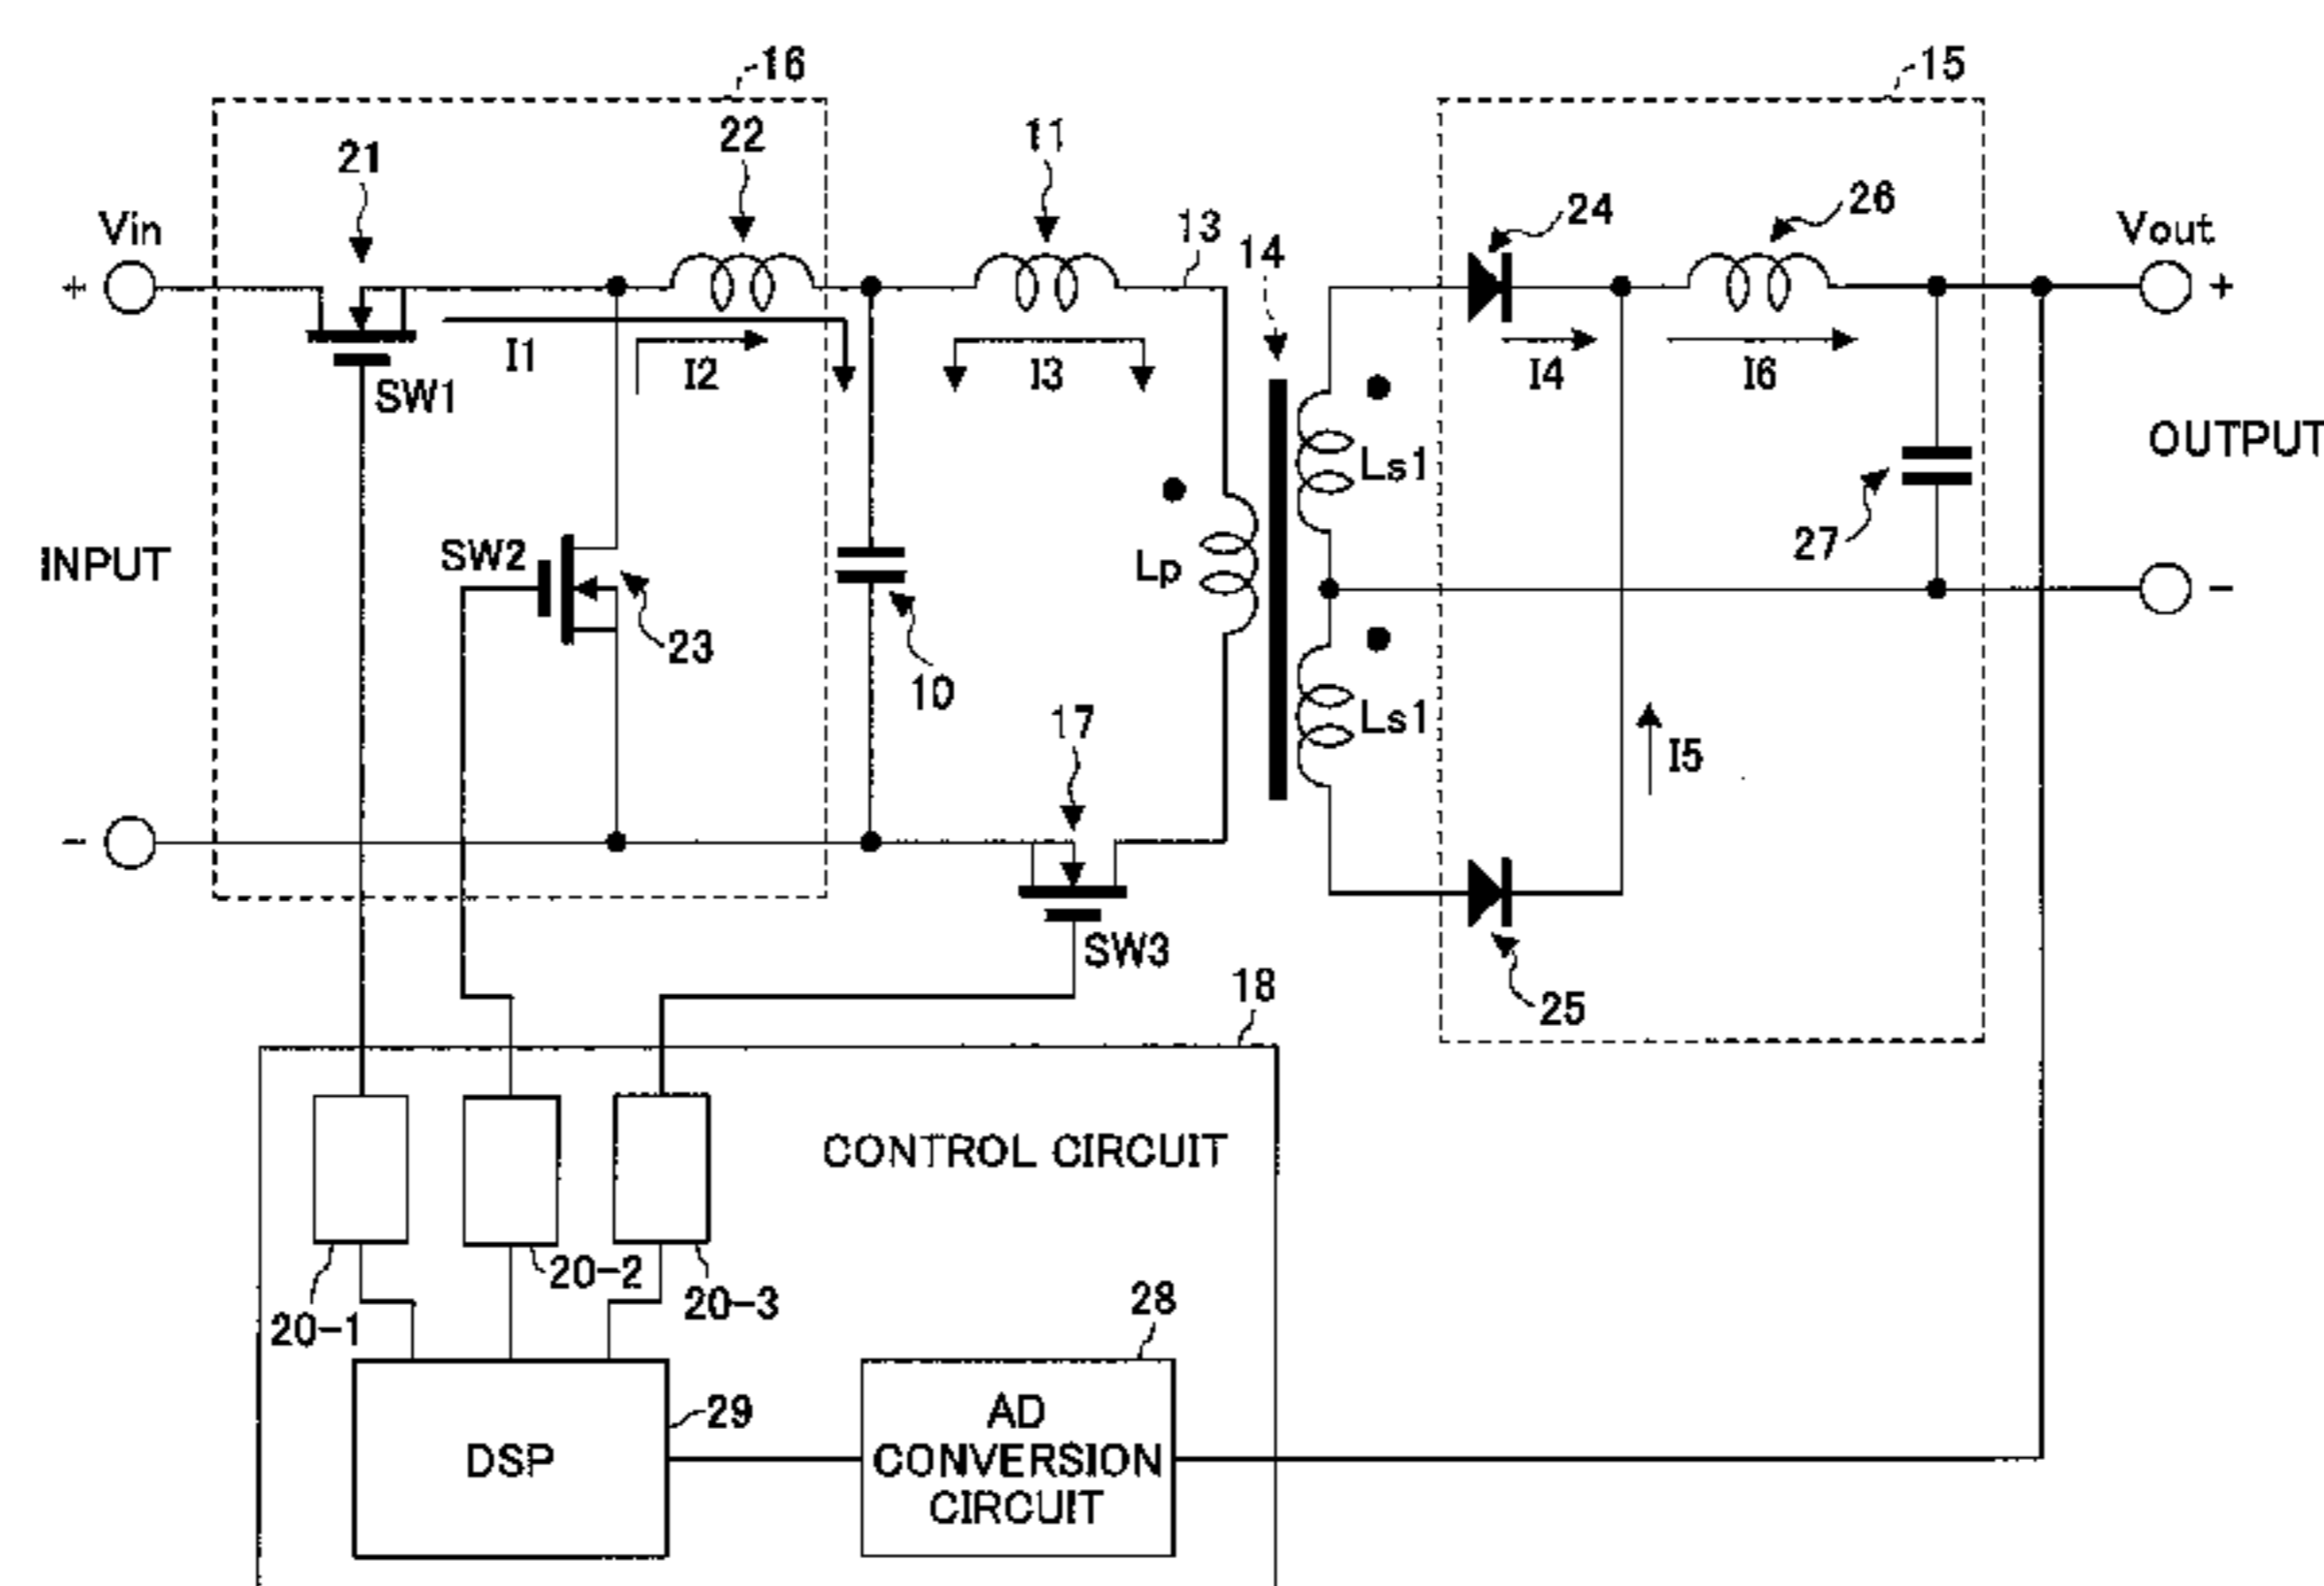 16
15
22
11
21
24
26
13
14
Vin
Vout
+
+
I1
I2
I3
I4
I6
SW1
Ls1
OUTPUT
SW2
INPUT
Lp
27
−
23
10
17
Ls1
I5
−
SW3
18
25
CONTROL CIRCUIT
20-1
20-2
20-3
28
29
DSP
AD
CONVERSION
CIRCUIT